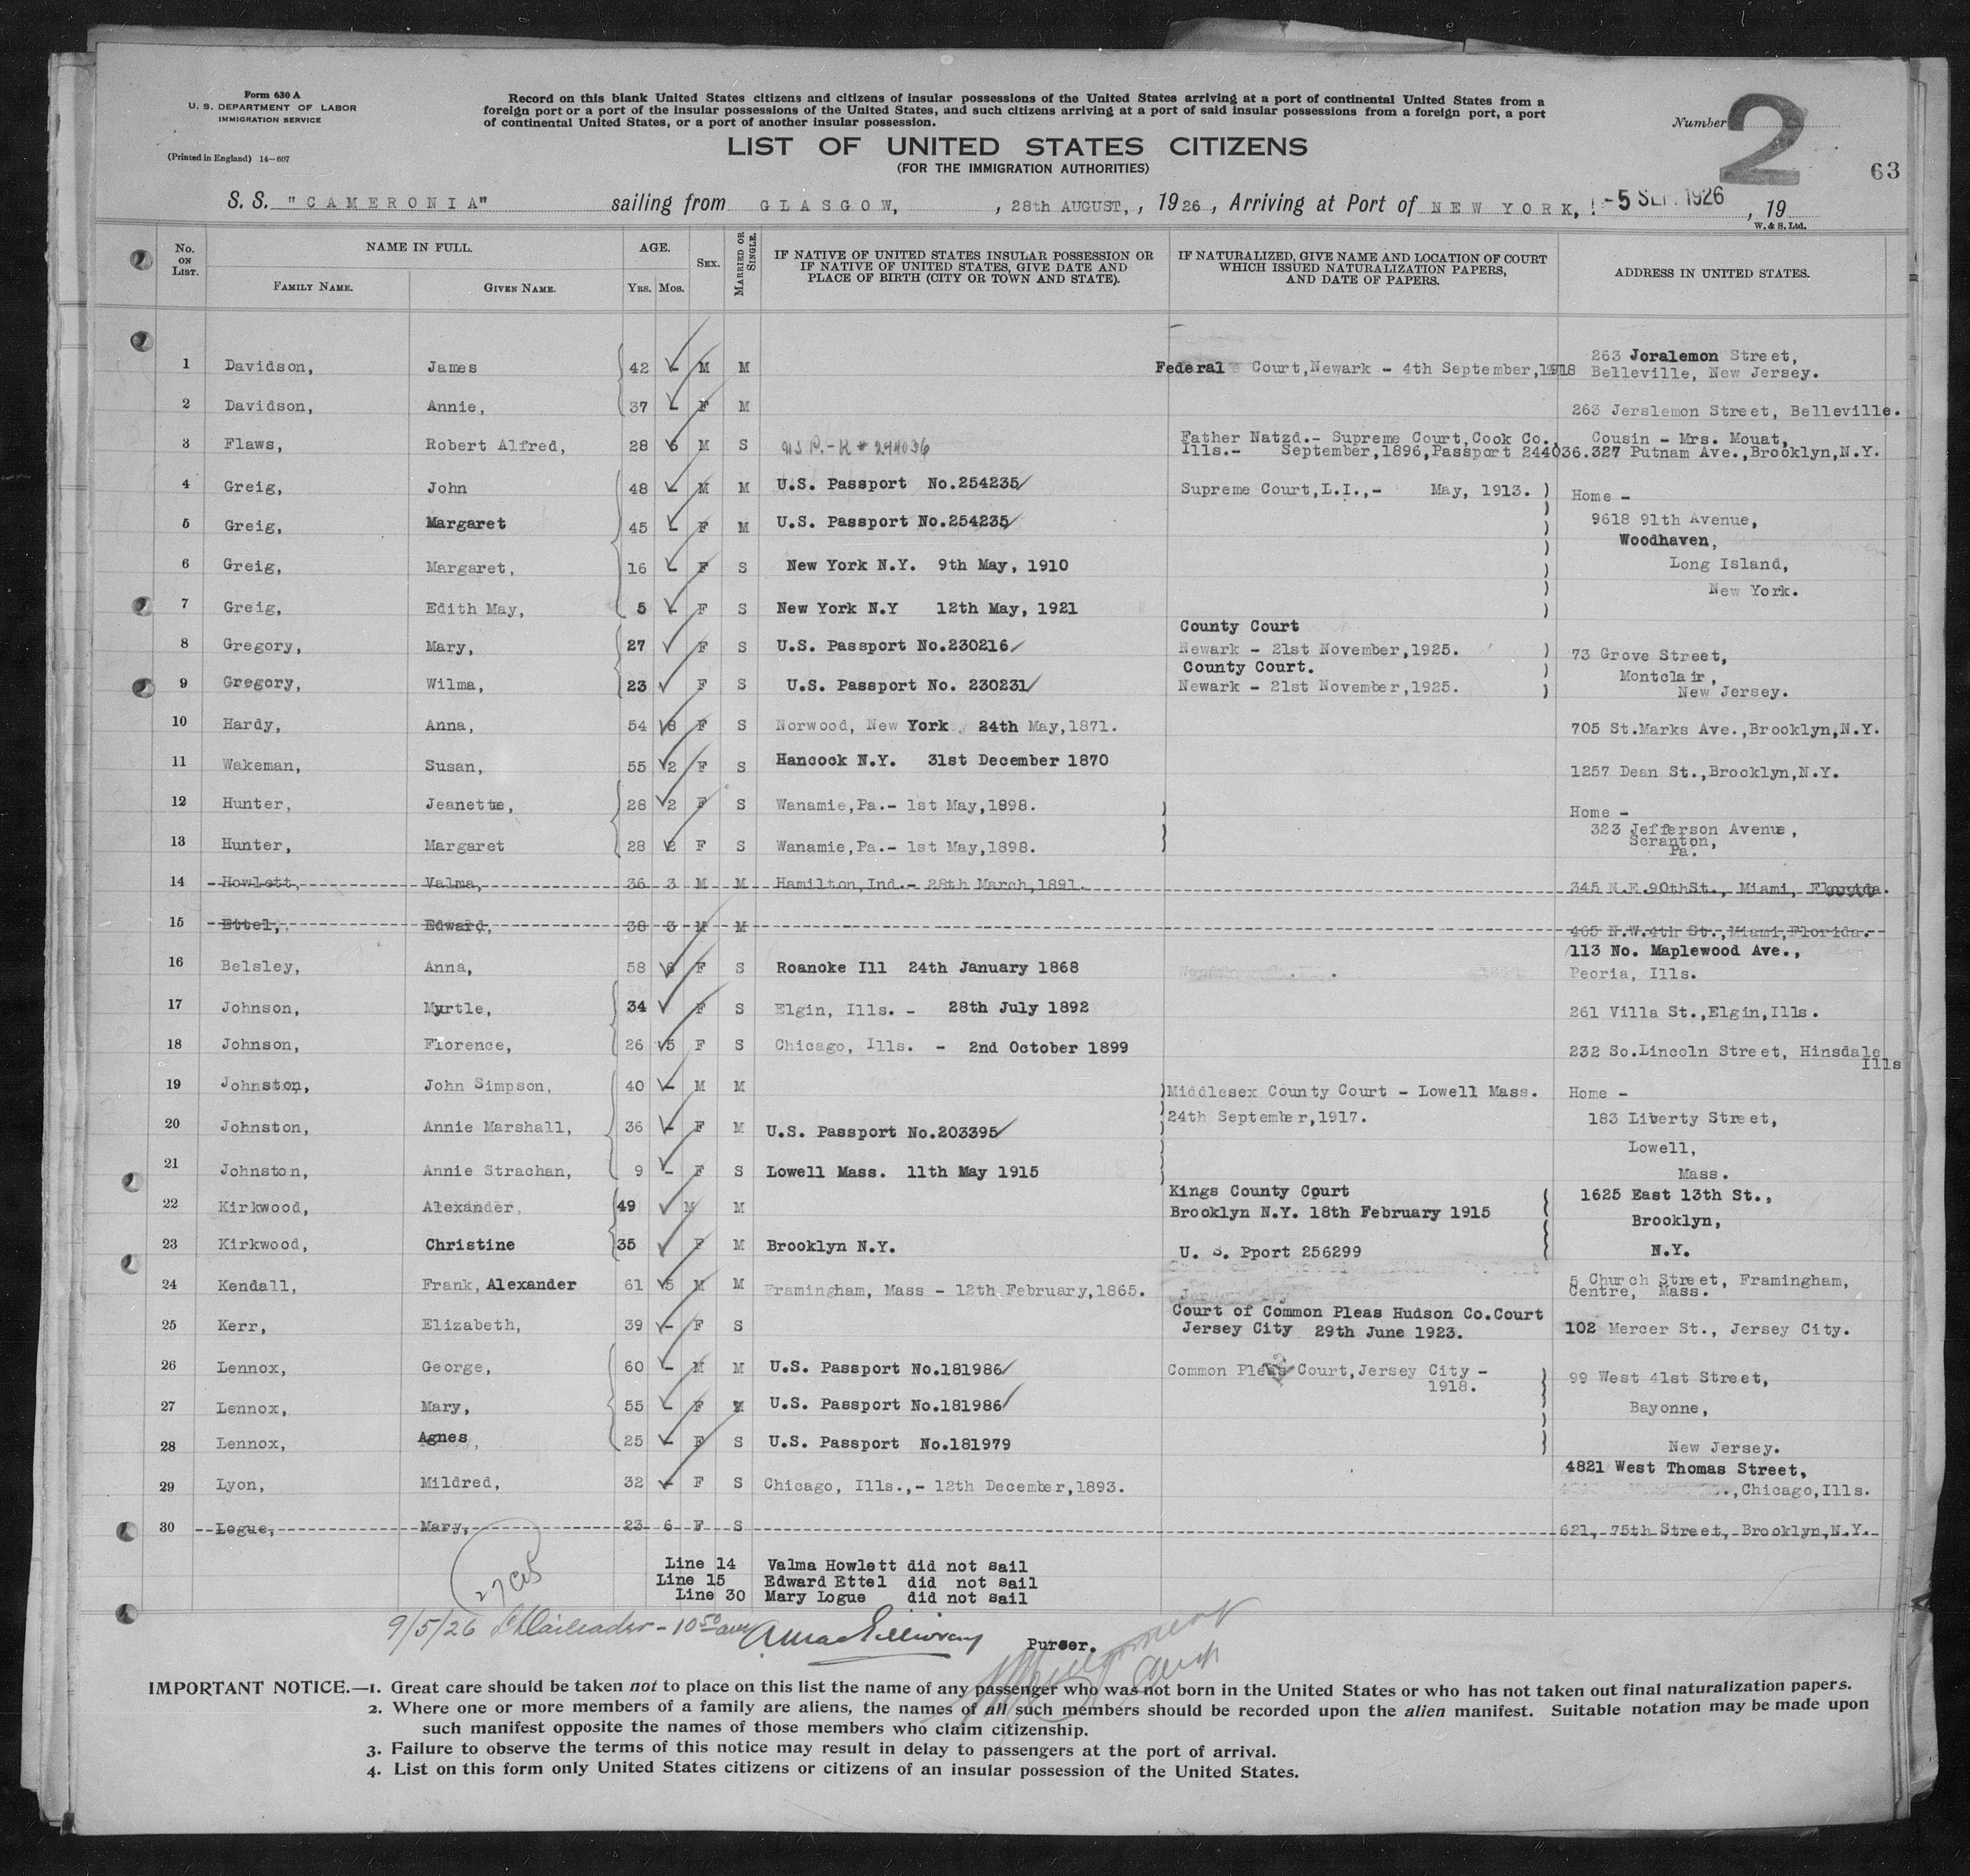 Form 630 A
U. S. DEPARTMENT OF LABOR
IMMIGRATION SERVICE
(Printed in England) 14—607
Record on this blank United States citizens and citizens of insular possessions of the United States arriving at a port of continental United States from a
foreign port or a port of the insular possessions of the United States, and such citizens arriving at a port of said insular possessions from a foreign port, a port
of continental United States, or a port of another insular possession.
LIST OF UNITED STATES CITIZENS
(FOR THE IMMIGRATION AUTHORITIES)
Number 2
63
S. S. "CAMERONIA" sailing from GLASGOW, , 28th AUGUST, , 1926 , Arriving at Port of NEW YORK, -5 SEP. 1926 , 19
W. & S. Ltd.
No. ON LIST. NAME IN FULL. AGE. SEX. MARRIED OR SINGLE. IF NATIVE OF UNITED STATES INSULAR POSSESSION OR IF NATIVE OF UNITED STATES, GIVE DATE AND PLACE OF BIRTH (CITY OR TOWN AND STATE). IF NATURALIZED, GIVE NAME AND LOCATION OF COURT WHICH ISSUED NATURALIZATION PAPERS, AND DATE OF PAPERS. ADDRESS IN UNITED STATES.
FAMILY NAME. GIVEN NAME. YRS. MOS.
263 Joralemon Street,
1 Davidson, James 42 - M M Federal Court,Newark - 4th September,1918 Belleville, New Jersey.
2 Davidson, Annie, 37 - F M 263 Jerslemon Street, Belleville.
3 Flaws, Robert Alfred, 28 6 M S U.S.P.-K # 244036 Father Natzd.- Supreme Court,Cook Co., Cousin - Mrs. Mouat,
Ills.- September,1896,Passport 244036. 327 Putnam Ave.,Brooklyn,N.Y.
4 Greig, John 48 - M M U.S. Passport No.254235 Supreme Court,L.I.,- May, 1913. ) Home -
5 Greig, Margaret 45 - F M U.S. Passport No.254235 9618 91th Avenue,
Woodhaven,
6 Greig, Margaret, 16 - F S New York N.Y. 9th May, 1910 Long Island,
New York.
7 Greig, Edith May, 5 - F S New York N.Y 12th May, 1921
County Court
8 Gregory, Mary, 27 F S U.S. Passport No.230216 Newark - 21st November,1925. ) 73 Grove Street,
County Court. Montclair,
9 Gregory, Wilma, 23 F S U.S. Passport No. 230231 Newark - 21st November,1925. ) New Jersey.
10 Hardy, Anna, 54 8 F S Norwood, New York, 24th May,1871. 705 St.Marks Ave.,Brooklyn,N.Y.
11 Wakeman, Susan, 55 2 F S Hancock N.Y. 31st December 1870 1257 Dean St.,Brooklyn,N.Y.
12 Hunter, Jeanette, 28 2 F S Wanamie,Pa.- 1st May,1898. ) Home -
323 Jefferson Avenue,
13 Hunter, Margaret 28 2 F S Wanamie,Pa.- 1st May,1898. ) Scranton,
Pa.
14 Howlett, Valma, 36 3 M M Hamilton,Ind.- 28th March,1891. 345 N.E.90thSt., Miami, Florida.
15 Ettel, Edward, 38 3 M M 465 N.W.4th St.,Miami,Florida.
113 No. Maplewood Ave.,
16 Belsley, Anna, 58 6 F S Roanoke Ill 24th January 1868 Peoria, Ills.
17 Johnson, Myrtle, 34 F S Elgin, Ills. - 28th July 1892 261 Villa St.,Elgin,Ills.
18 Johnson, Florence, 26 5 F S Chicago, Ills. - 2nd October 1899 232 So.Lincoln Street, Hinsdale
Ills
19 Johnston, John Simpson, 40 - M M )Middlesex County Court - Lowell Mass. Home -
20 Johnston, Annie Marshall, 36 - F M U.S. Passport No.203395 24th September,1917. 183 Liberty Street,
Lowell,
21 Johnston, Annie Strachan, 9 - F S Lowell Mass. 11th May 1915 Mass.
Kings County Court 1625 East 13th St.,
22 Kirkwood, Alexander, 49 M M Brooklyn N.Y. 18th February 1915 Brooklyn,
23 Kirkwood, Christine 35 F M Brooklyn N.Y. U. S. Pport 256299 N.Y.
24 Kendall, Frank, Alexander 61 5 M M Framingham, Mass - 12th February,1865. 5 Church Street, Framingham,
Centre, Mass.
Court of Common Pleas Hudson Co.Court
25 Kerr, Elizabeth, 39 - F S Jersey City 29th June 1923. 102 Mercer St., Jersey City.
26 Lennox, George, 60 - M M U.S. Passport No.181986 Common Pleas Court,Jersey City - 99 West 41st Street,
1918.
27 Lennox, Mary, 55 - F M U.S. Passport No.181986 Bayonne,
28 Lennox, Agnes, 25 - F S U.S. Passport No.181979 New Jersey.
4821 West Thomas Street,
29 Lyon, Mildred, 32 - F S Chicago, Ills.,- 12th December,1893. ,Chicago,Ills.
30 Logue, Mary, 23 6 F S 621, 75th Street, Brooklyn,N.Y.
Line 14 Valma Howlett did not sail
Line 15 Edward Ettel did not sail
Line 30 Mary Logue did not sail
9/5/26 - 10 50 am
Purser.
IMPORTANT NOTICE.—1. Great care should be taken not to place on this list the name of any passenger who was not born in the United States or who has not taken out final naturalization papers.
2. Where one or more members of a family are aliens, the names of all such members should be recorded upon the alien manifest. Suitable notation may be made upon
such manifest opposite the names of those members who claim citizenship.
3. Failure to observe the terms of this notice may result in delay to passengers at the port of arrival.
4. List on this form only United States citizens or citizens of an insular possession of the United States.